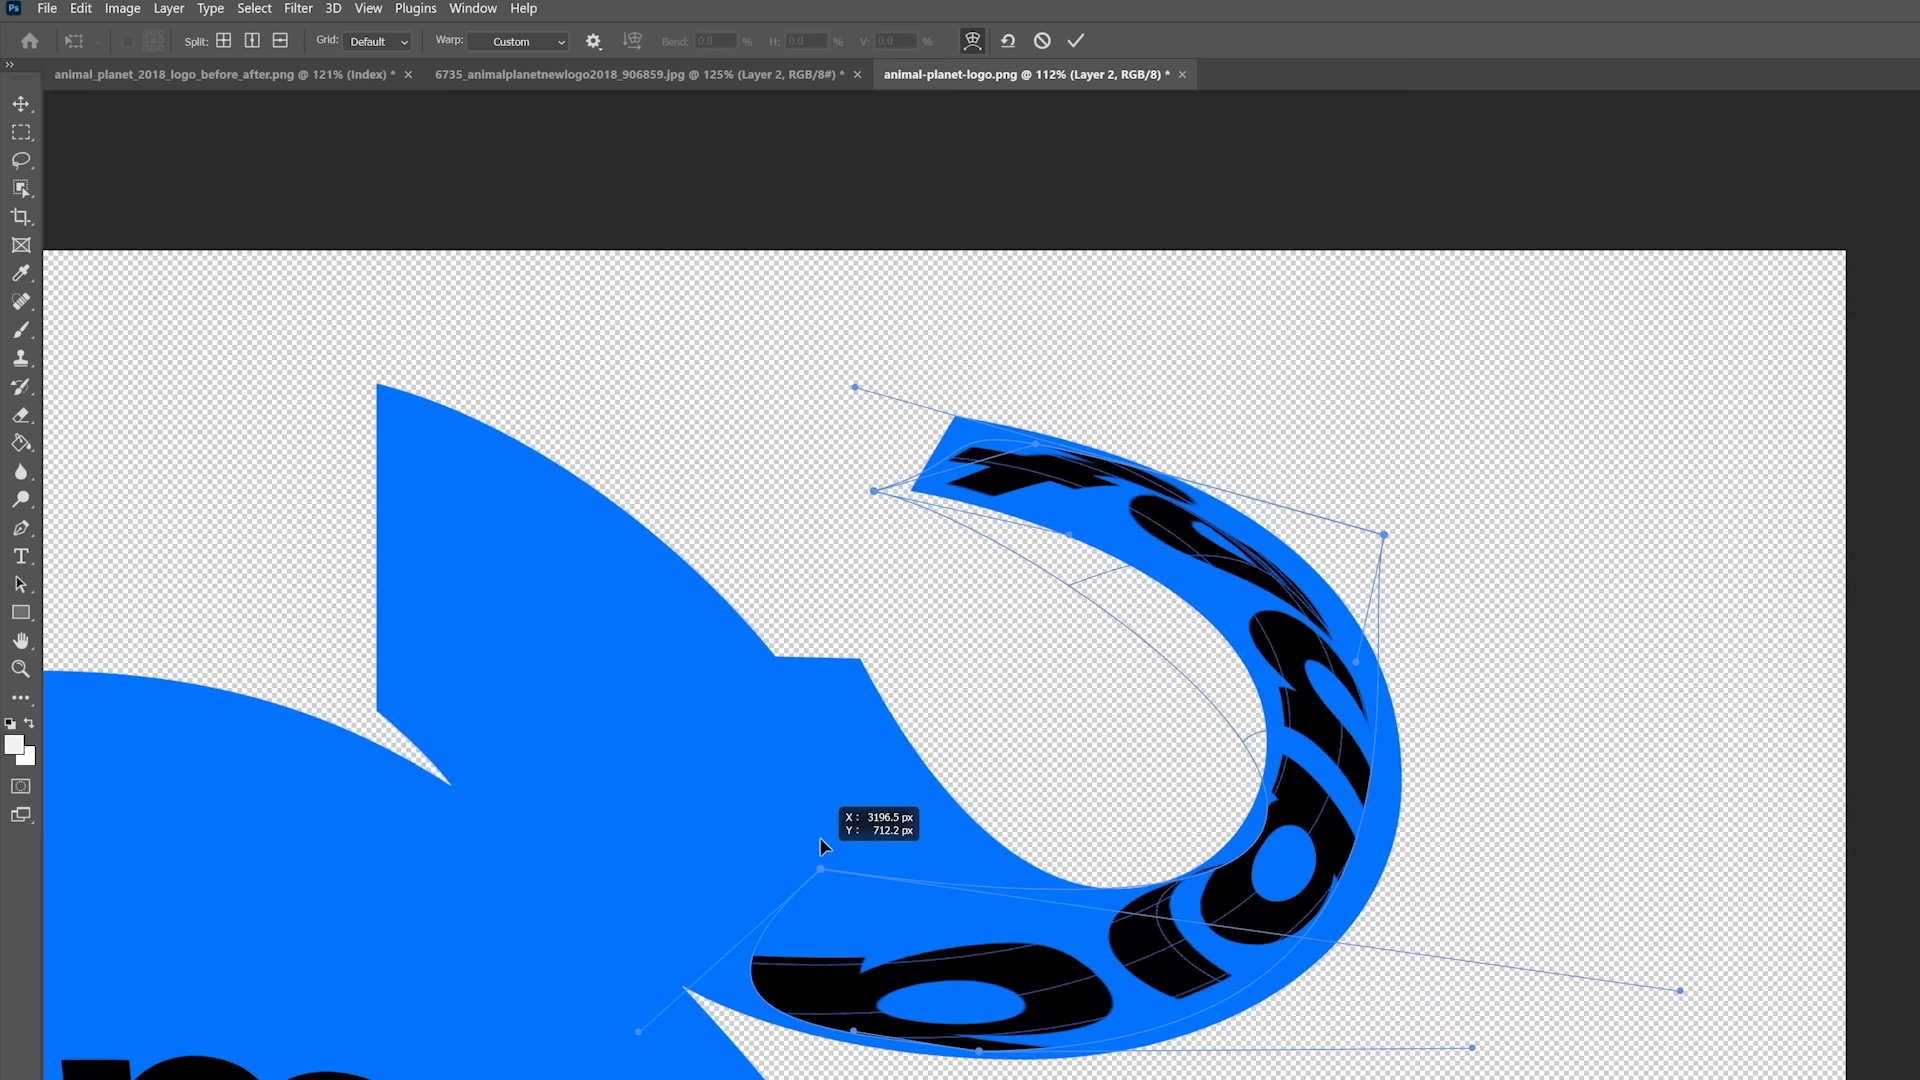 Ps File Edit Image Layer Type Select Filter 3D View Plugins Window Help
Split: Grid: Default Warp: Custom Bend: 0.0 % H: 0.0 % V: 0.0 %
animal_planet_2018_logo_before_after.png @ 121% (Index) * × 6735_animalplanetnewlogo2018_906859.jpg @ 125% (Layer 2, RGB/8#) * × animal-planet-logo.png @ 112% (Layer 2, RGB/8) * ×
X: 3196.5 px
Y: 712.2 px